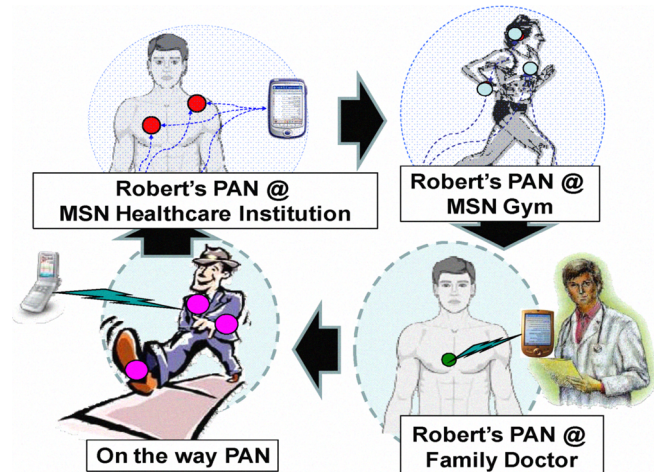 Robert's PAN @
MSN Healthcare Institution
Robert's PAN @
MSN Gym
On the way PAN
Robert's PAN @
Family Doctor